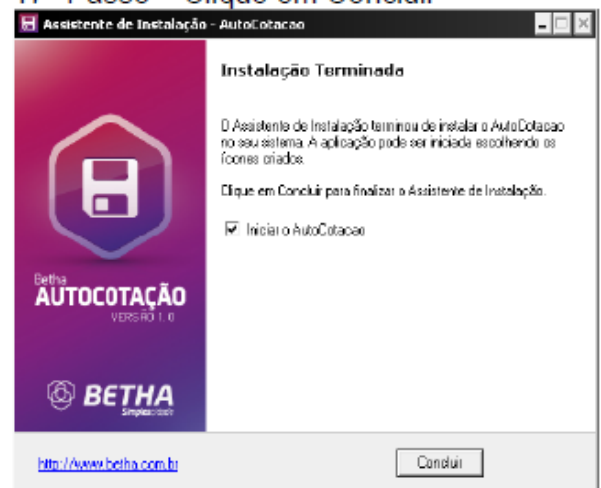 Passo - Clique em Concluir
Assistente de Instalação - AutoCotacao
Instalação Terminada
O Assistente de Instalação terminou de instalar o AutoCotacao
no seu sistema. A aplicação pode ser iniciada escolhendo os
ícones criados.
Clique em Concluir para finalizar o Assistente de Instalação.
Iniciar o AutoCotacao
Betha
AUTOCOTAÇÃO
VERSÃO 1.0
BETHA
Simplicidade
http://www.betha.com.br
Concluir